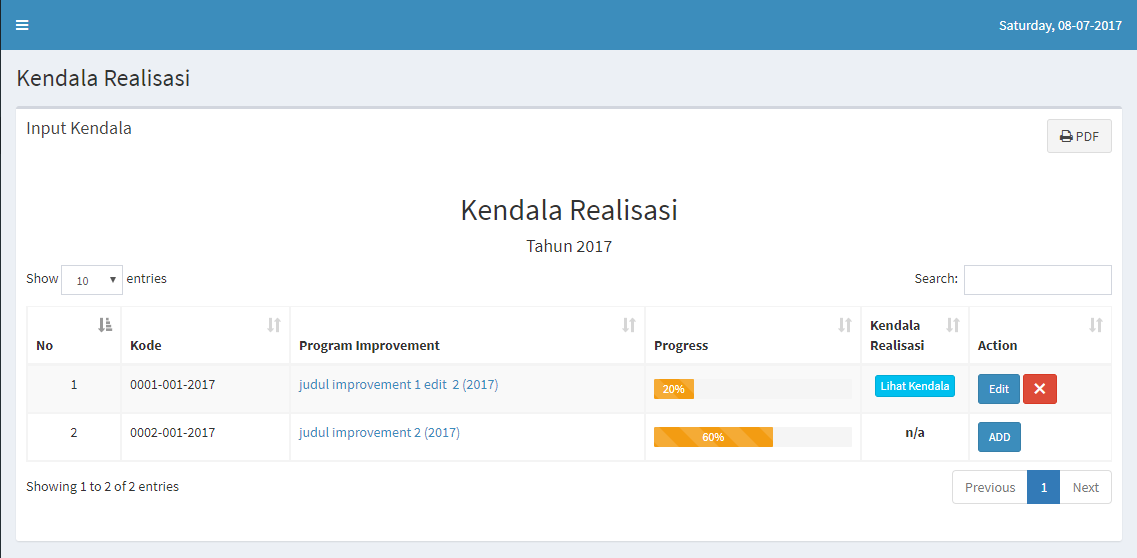 Saturday, 08-07-2017
Kendala Realisasi
Input Kendala
PDF
Kendala Realisasi
Tahun 2017
Show 10 entries
Search:
No Kode Program Improvement Progress Kendala Realisasi Action
1 0001-001-2017 judul improvement 1 edit 2 (2017) 20% Lihat Kendala Edit
2 0002-001-2017 judul improvement 2 (2017) 60% n/a ADD
Showing 1 to 2 of 2 entries
Previous 1 Next